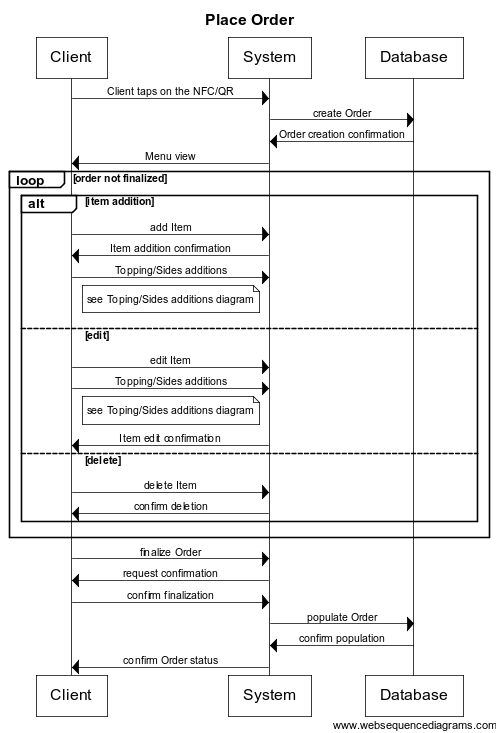 Place Order
Client
System
Database
Client taps on the NFC/QR
create Order
Order creation confirmation
Menu view
loop
[order not finalized]
alt
[item addition]
add Item
Item addition confirmation
Topping/Sides additions
see Toping/Sides additions diagram
[edit]
edit Item
Topping/Sides additions
see Toping/Sides additions diagram
Item edit confirmation
[delete]
delete Item
confirm deletion
finalize Order
request confirmation
confirm finalization
populate Order
confirm population
confirm Order status
Client
System
Database
www.websequencediagrams.com